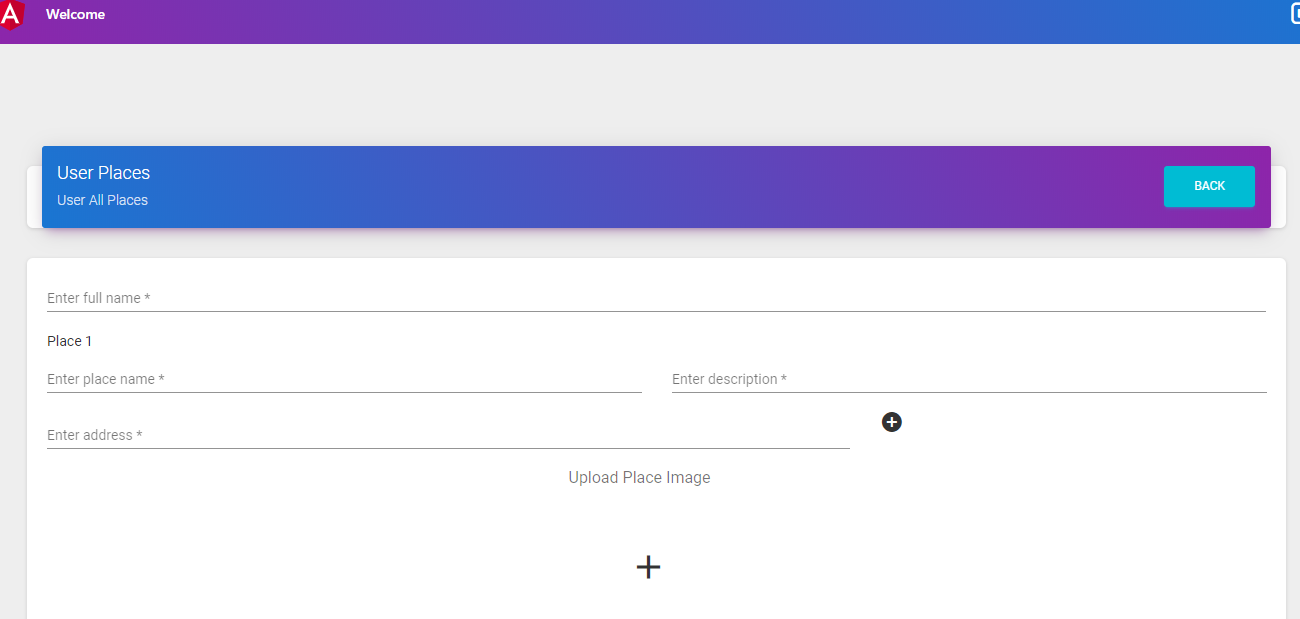 Welcome
User Places
User All Places
BACK
Enter full name *
Place 1
Enter place name *
Enter description *
Enter address *
Upload Place Image